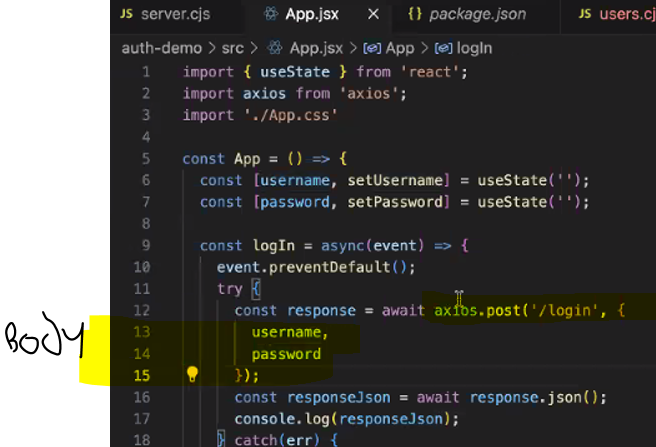 JS server.cjs App.jsx × {} package.json JS users.cj
auth-demo > src > App.jsx > App > logIn
1 import { useState } from 'react';
2 import axios from 'axios';
3 import './App.css'
4
5 const App = () => {
6 const [username, setUsername] = useState('');
7 const [password, setPassword] = useState('');
8
9 const logIn = async(event) => {
10 event.preventDefault();
11 try {
12 const response = await axios.post('/login', {
13 username,
BODY
14 password
15 });
16 const responseJson = await response.json();
17 console.log(responseJson);
18 } catch(err) {